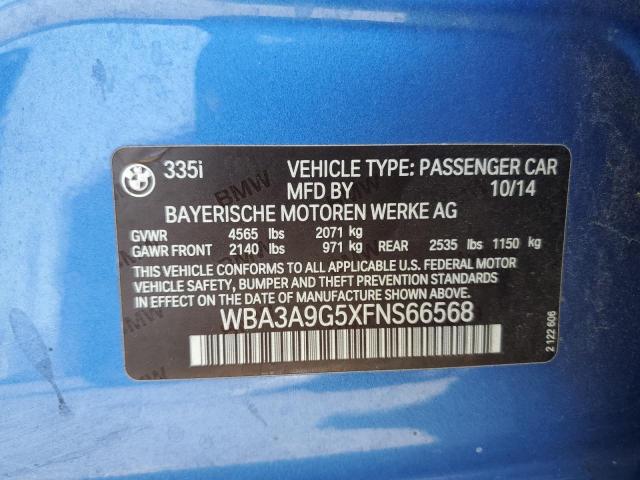 335i VEHICLE TYPE: PASSENGER CAR
MFD BY 10/14
BAYERISCHE MOTOREN WERKE AG
GVWR 4565 lbs 2071 kg
GAWR FRONT 2140 lbs 971 kg REAR 2535 lbs 1150 kg
THIS VEHICLE CONFORMS TO ALL APPLICABLE U.S. FEDERAL MOTOR
VEHICLE SAFETY, BUMPER AND THEFT PREVENTION STANDARDS
IN EFFECT ON THE DATE OF MANUFACTURE SHOWN ABOVE.
WBA3A9G5XFNS66568
2 122 606
BMW